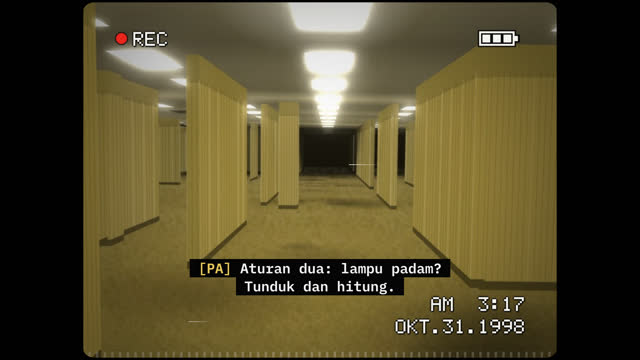 REC
[PA] Aturan dua: lampu padam?
Tunduk dan hitung.
AM 3:17
OKT.31.1998